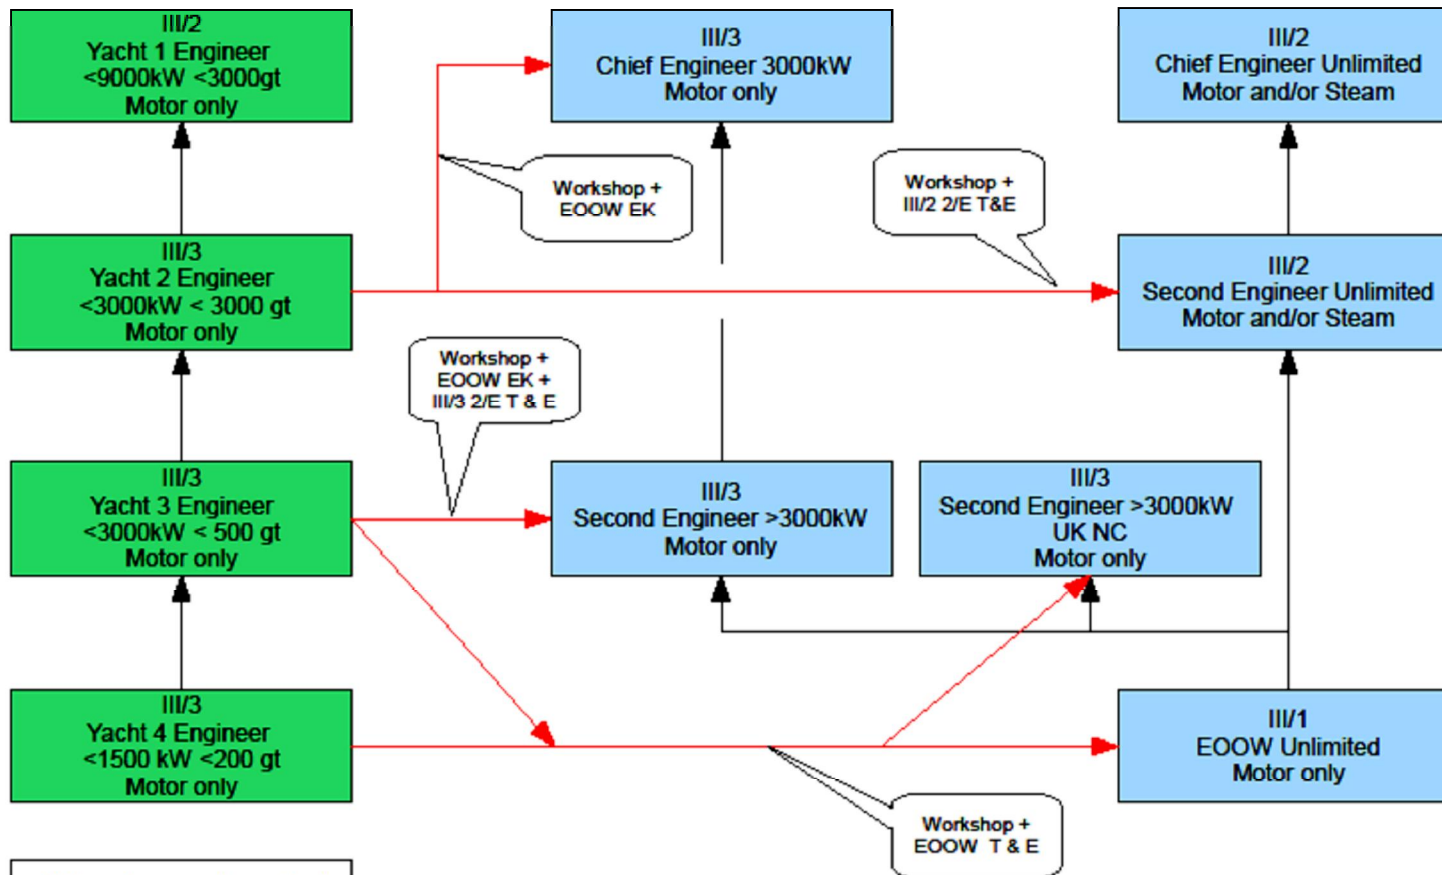 III/2
Yacht 1 Engineer
<9000kW <3000gt
Motor only
III/3
Chief Engineer 3000kW
Motor only
III/2
Chief Engineer Unlimited
Motor and/or Steam
Workshop +
EOOW EK
Workshop +
III/2 2/E T&E
III/3
Yacht 2 Engineer
<3000kW < 3000 gt
Motor only
III/2
Second Engineer Unlimited
Motor and/or Steam
Workshop +
EOOW EK +
III/3 2/E T & E
III/3
Yacht 3 Engineer
<3000kW < 500 gt
Motor only
III/3
Second Engineer >3000kW
Motor only
III/3
Second Engineer >3000kW
UK NC
Motor only
III/3
Yacht 4 Engineer
<1500 kW <200 gt
Motor only
III/1
EOOW Unlimited
Motor only
Workshop +
EOOW T & E